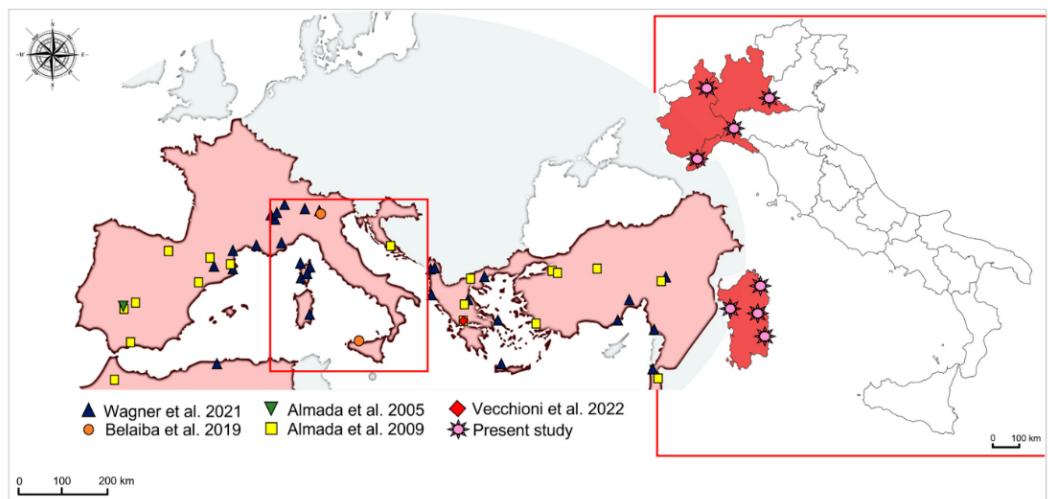 N
W
E
S
Wagner et al. 2021
Almada et al. 2005
Vecchioni et al. 2022
Belaiba et al. 2019
Almada et al. 2009
Present study
0 100 km
0 100 200 km